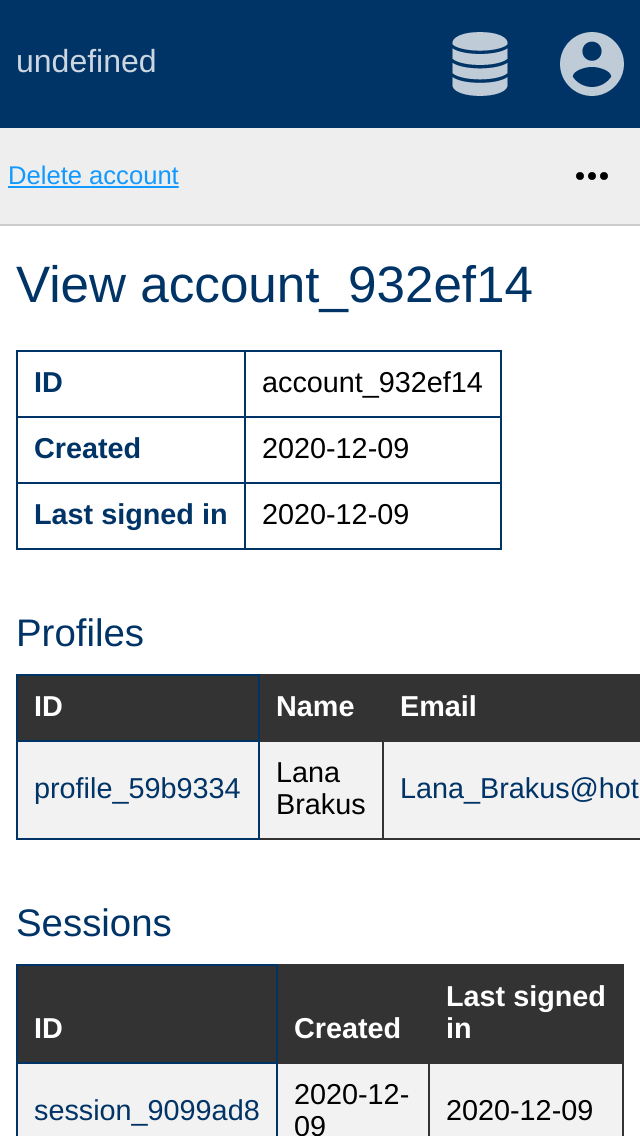 undefined
Delete account
View account_932ef14
ID account_932ef14
Created 2020-12-09
Last signed in 2020-12-09
Profiles
ID Name Email
profile_59b9334 Lana Brakus Lana_Brakus@hot
Sessions
ID Created Last signed in
session_9099ad8 2020-12-09 2020-12-09